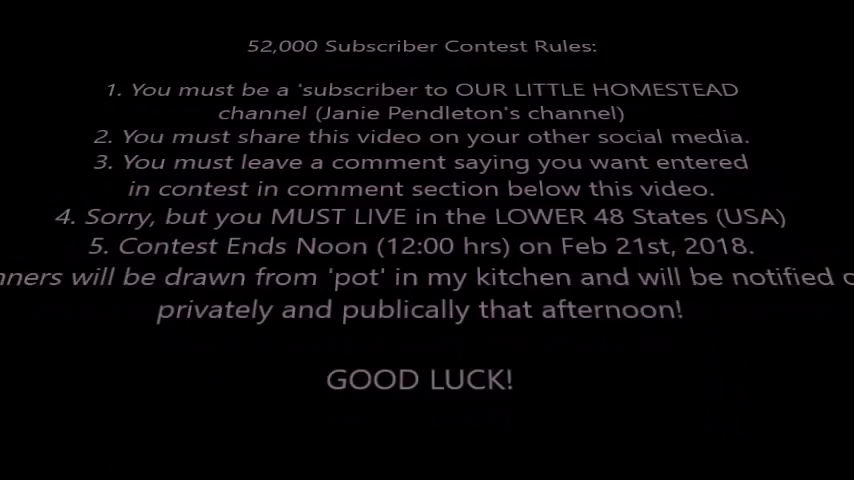 52,000 Subscriber Contest Rules:
1. You must be a 'subscriber to OUR LITTLE HOMESTEAD
channel (Janie Pendleton's channel)
2. You must share this video on your other social media.
3. You must leave a comment saying you want entered
in contest in comment section below this video.
4. Sorry, but you MUST LIVE in the LOWER 48 States (USA)
5. Contest Ends Noon (12:00 hrs) on Feb 21st, 2018.
will be drawn from 'pot' in my kitchen and will be notified
privately and publically that afternoon!
GOOD LUCK!